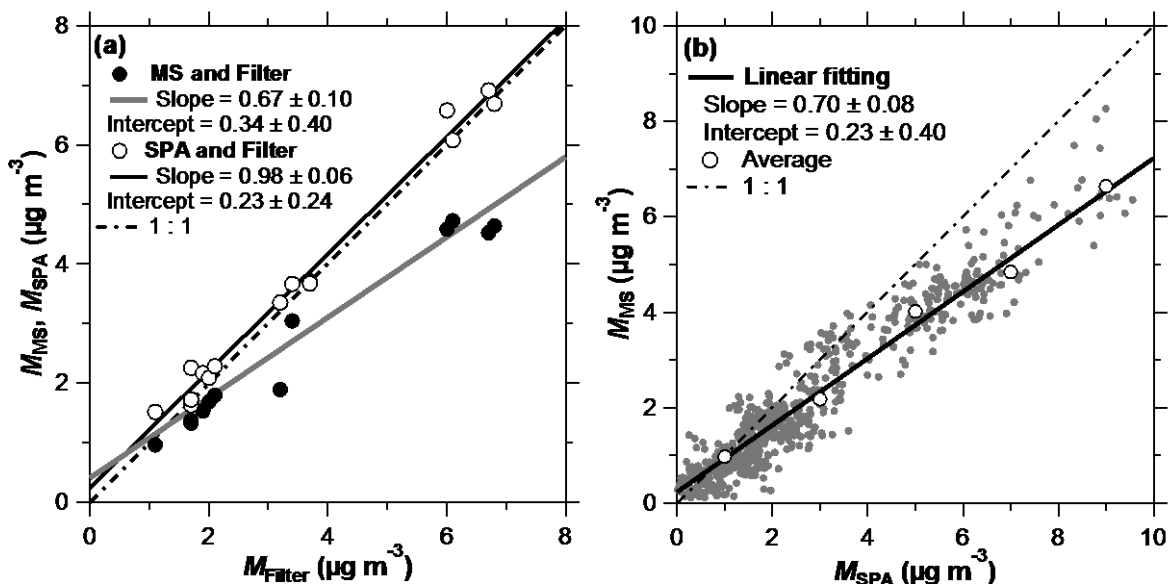 (a)
MS and Filter
Slope = 0.67 ± 0.10
Intercept = 0.34 ± 0.40
SPA and Filter
Slope = 0.98 ± 0.06
Intercept = 0.23 ± 0.24
1 : 1
8
6
4
2
0
M_MS, M_SPA (µg m⁻³)
0 2 4 6 8
M_Filter (µg m⁻³)
(b)
Linear fitting
Slope = 0.70 ± 0.08
Intercept = 0.23 ± 0.40
Average
1 : 1
10
8
6
4
2
0
M_MS (µg m⁻³)
0 2 4 6 8 10
M_SPA (µg m⁻³)